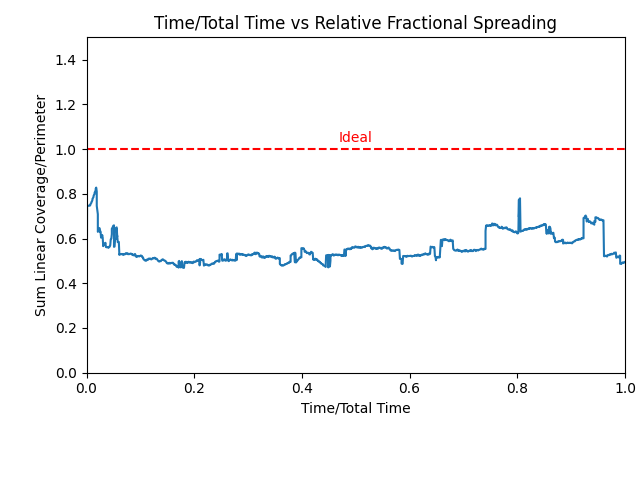 Time/Total Time vs Relative Fractional Spreading
Sum Linear Coverage/Perimeter
1.4
1.2
1.0
0.8
0.6
0.4
0.2
0.0
Ideal
0.0 0.2 0.4 0.6 0.8 1.0
Time/Total Time